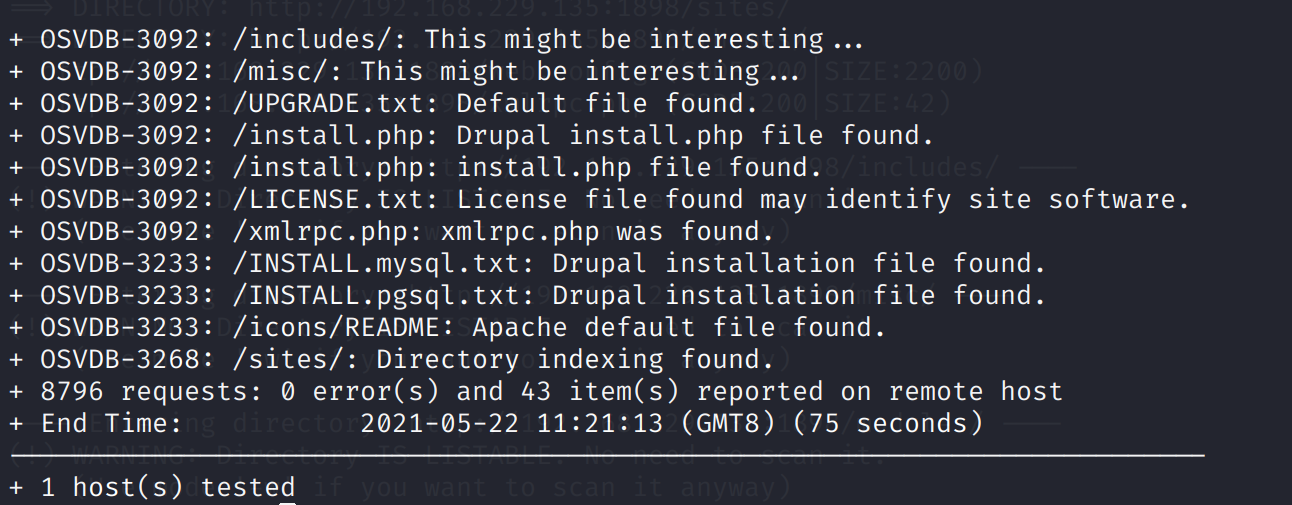 ==> DIRECTORY: http://192.168.229.135:1898/sites/
+ OSVDB-3092: /includes/: This might be interesting...
+ OSVDB-3092: /misc/: This might be interesting...
+ OSVDB-3092: /UPGRADE.txt: Default file found.
+ OSVDB-3092: /install.php: Drupal install.php file found.
+ OSVDB-3092: /install.php: install.php file found.
+ OSVDB-3092: /LICENSE.txt: License file found may identify site software.
+ OSVDB-3092: /xmlrpc.php: xmlrpc.php was found.
+ OSVDB-3233: /INSTALL.mysql.txt: Drupal installation file found.
+ OSVDB-3233: /INSTALL.pgsql.txt: Drupal installation file found.
+ OSVDB-3233: /icons/README: Apache default file found.
+ OSVDB-3268: /sites/: Directory indexing found.
+ 8796 requests: 0 error(s) and 43 item(s) reported on remote host
+ End Time: 2021-05-22 11:21:13 (GMT8) (75 seconds)
(!) WARNING: Directory IS LISTABLE. No need to scan it.
+ 1 host(s) tested
if you want to scan it anyway)